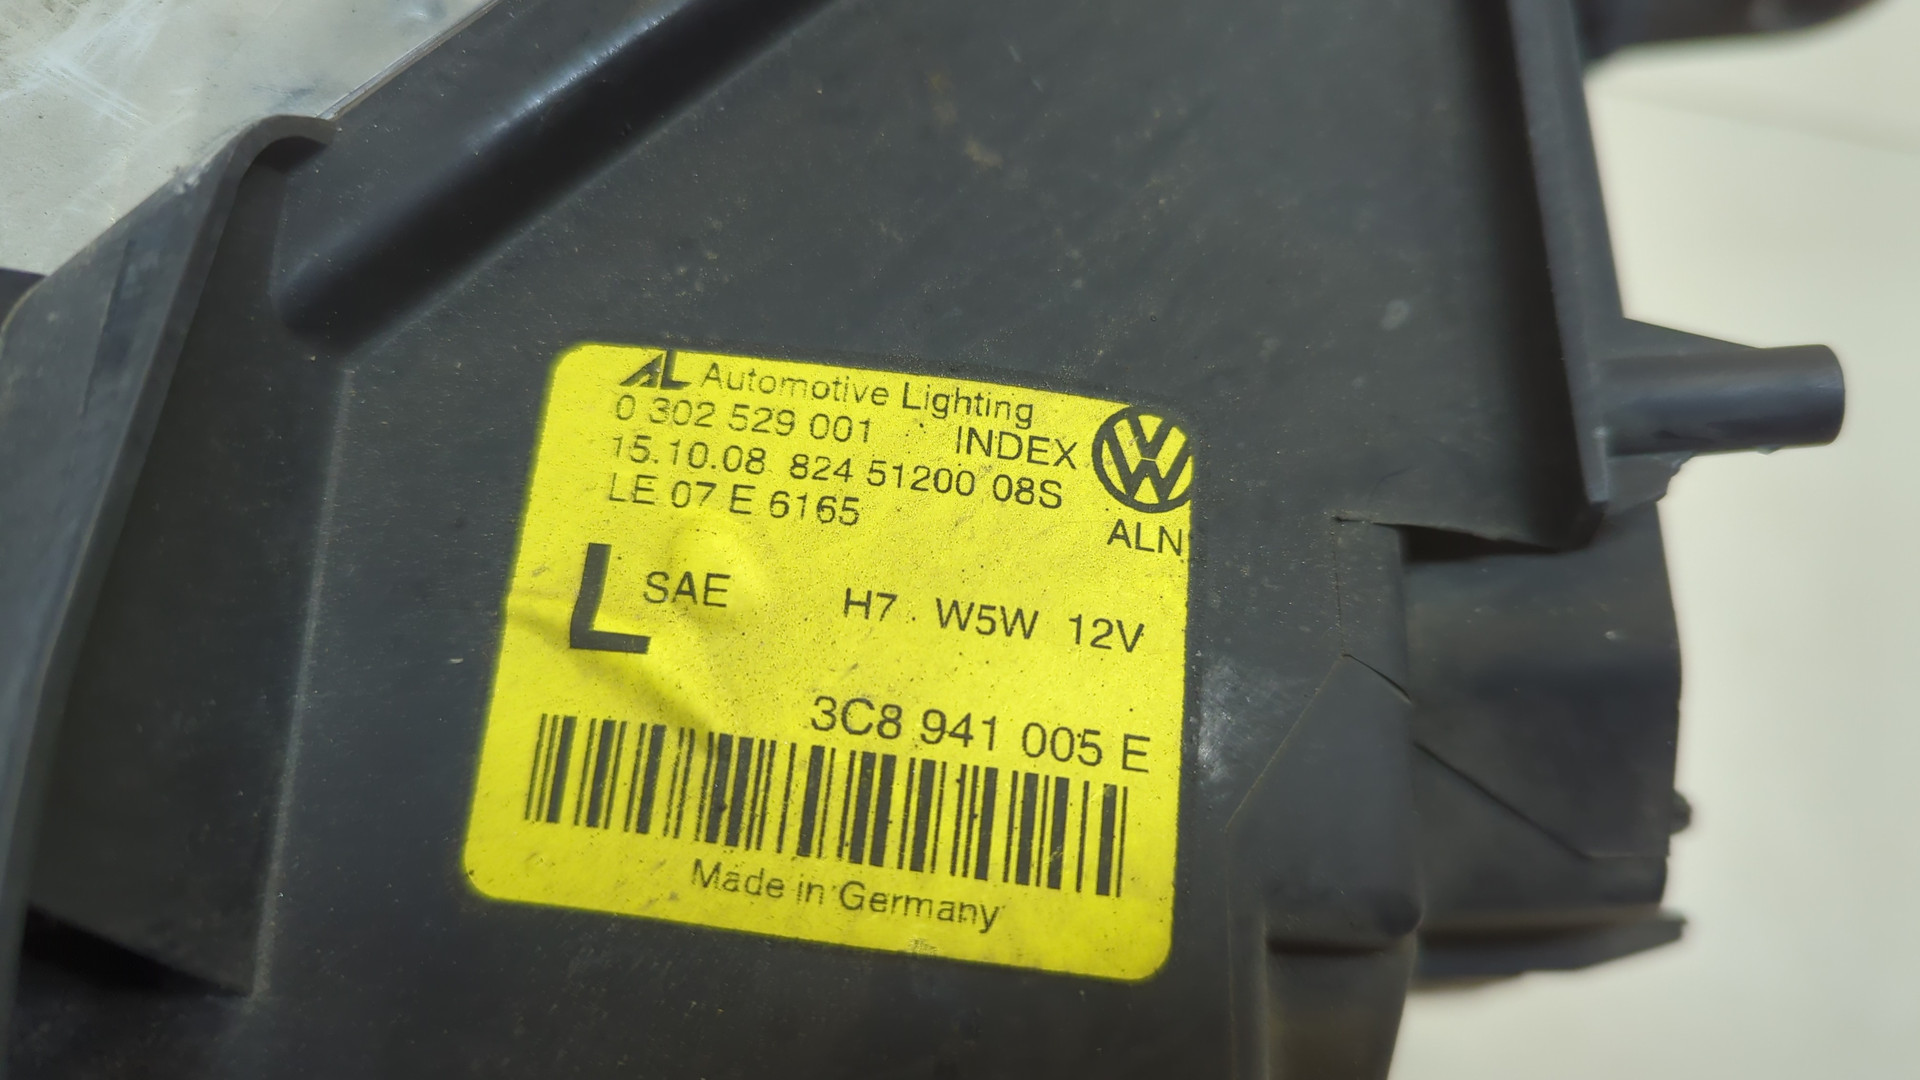 AL Automotive Lighting
0 302 529 001 INDEX
15.10.08 824 51200 08S
LE 07 E 6165
ALN
L SAE H7 W5W 12V
3C8 941 005 E
Made in Germany